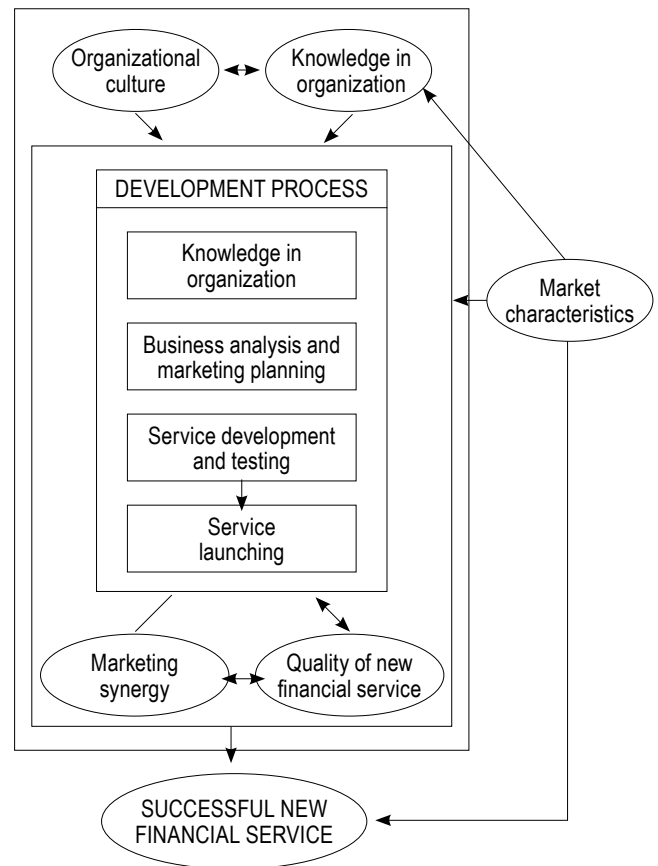 Organizational
culture
Knowledge in
organization
DEVELOPMENT PROCESS
Knowledge in
organization
Business analysis and
marketing planning
Service development
and testing
Service
launching
Market
characteristics
Marketing
synergy
Quality of new
financial service
SUCCESSFUL NEW
FINANCIAL SERVICE